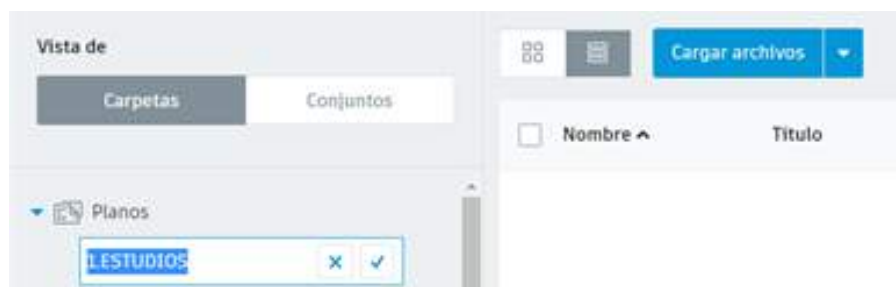 Vista de
Carpetas Conjuntos
Cargar archivos
Nombre Título
Planos
1.ESTUDIOS